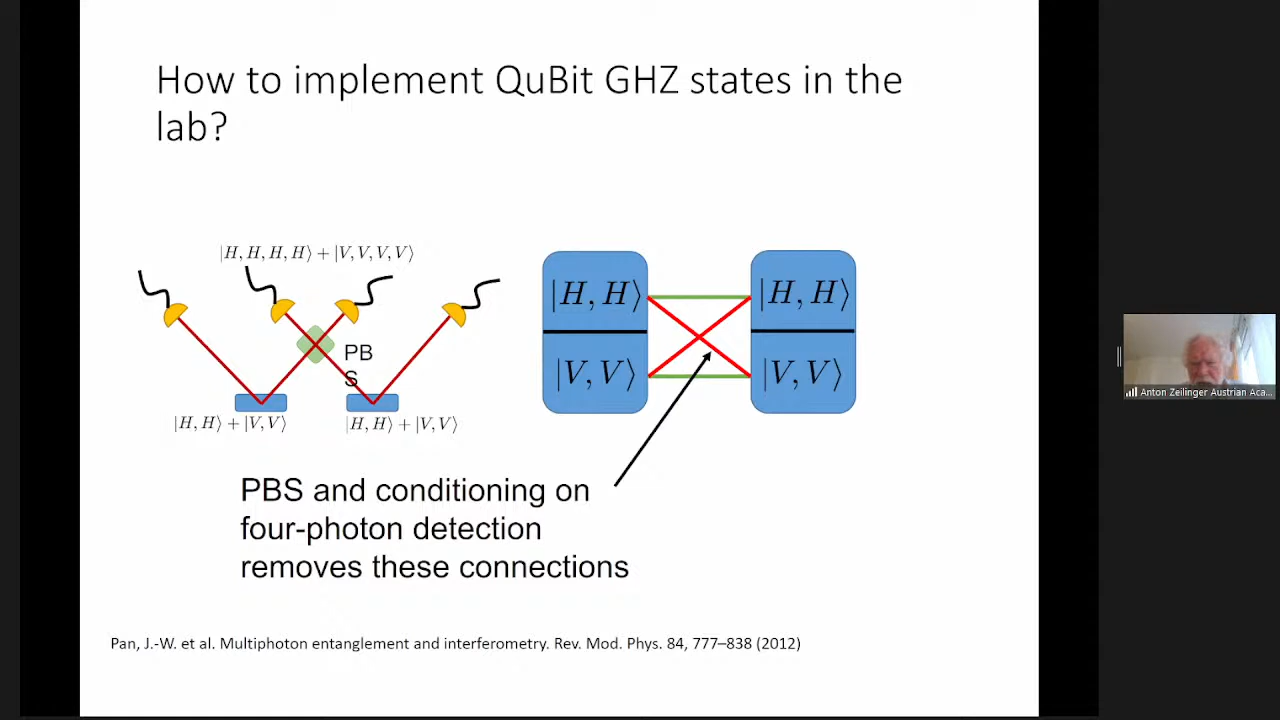 How to implement QuBit GHZ states in the
lab?
|H, H, H, H⟩ + |V, V, V, V⟩
PB
S
|H, H⟩ + |V, V⟩
|H, H⟩ + |V, V⟩
|H, H⟩
|V, V⟩
|H, H⟩
|V, V⟩
PBS and conditioning on
four-photon detection
removes these connections
Pan, J.-W. et al. Multiphoton entanglement and interferometry. Rev. Mod. Phys. 84, 777–838 (2012)
Anton Zeilinger Austrian Aca...